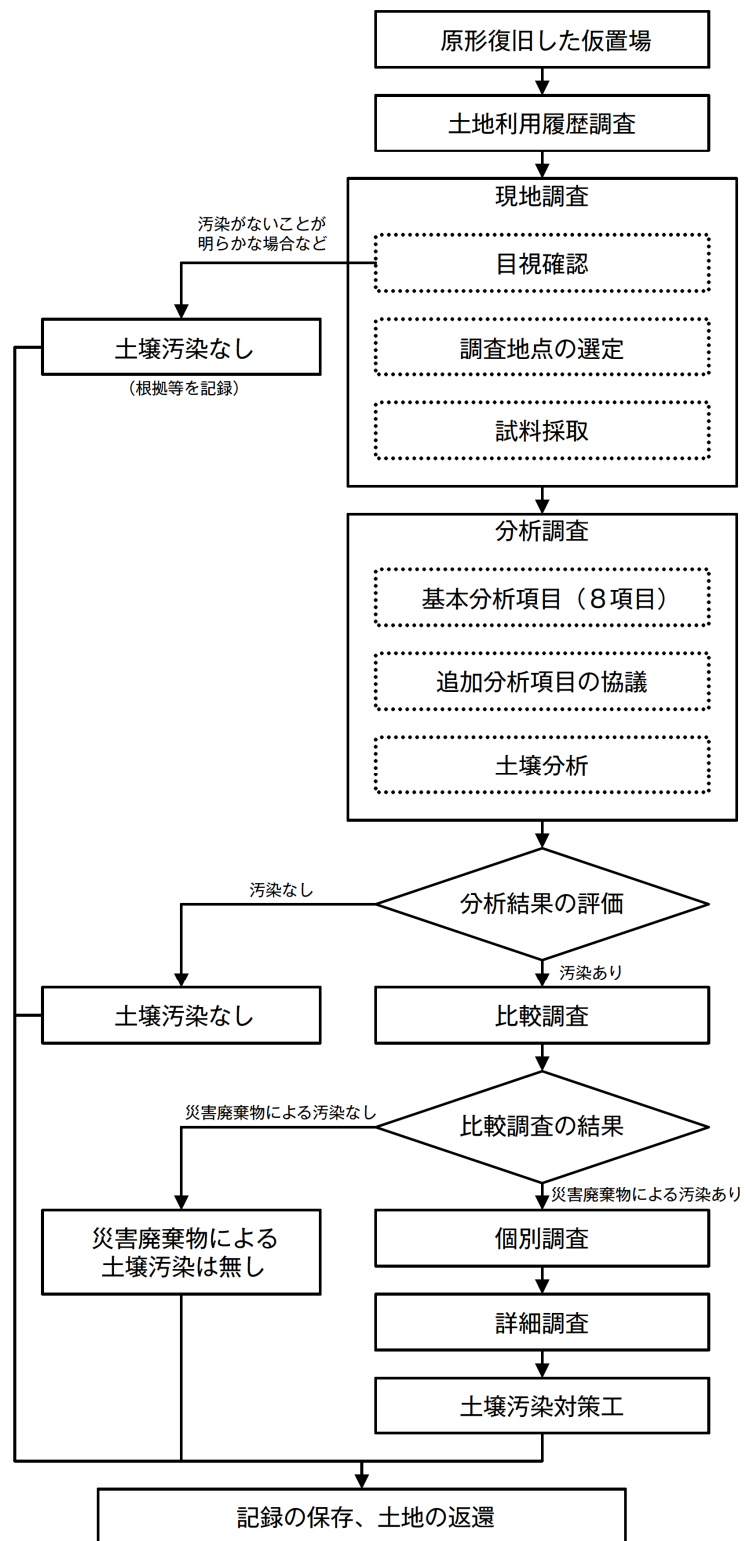 原形復旧した仮置場
土地利用履歴調査
現地調査
汚染がないことが
明らかな場合など
目視確認
土壌汚染なし
（根拠等を記録）
調査地点の選定
試料採取
分析調査
基本分析項目（８項目）
追加分析項目の協議
土壌分析
分析結果の評価
汚染なし
汚染あり
土壌汚染なし
比較調査
災害廃棄物による汚染なし
比較調査の結果
災害廃棄物による汚染あり
災害廃棄物による
土壌汚染は無し
個別調査
詳細調査
土壌汚染対策工
記録の保存、土地の返還